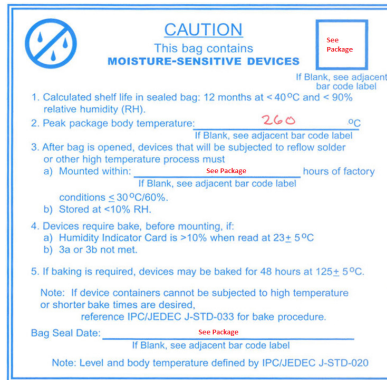 CAUTION
This bag contains
MOISTURE-SENSITIVE DEVICES
See
Package
If Blank, see adjacent
bar code label
1. Calculated shelf life in sealed bag: 12 months at < 40°C and < 90%
relative humidity (RH).
2. Peak package body temperature: 260 °C
If Blank, see adjacent bar code label
3. After bag is opened, devices that will be subjected to reflow solder
or other high temperature process must
a) Mounted within: See Package hours of factory
If Blank, see adjacent bar code label
conditions ≤ 30°C/60%.
b) Stored at <10% RH.
4. Devices require bake, before mounting, if:
a) Humidity Indicator Card is >10% when read at 23± 5°C
b) 3a or 3b not met.
5. If baking is required, devices may be baked for 48 hours at 125± 5°C.
Note: If device containers cannot be subjected to high temperature
or shorter bake times are desired,
reference IPC/JEDEC J-STD-033 for bake procedure.
Bag Seal Date: See Package
If Blank, see adjacent bar code label
Note: Level and body temperature defined by IPC/JEDEC J-STD-020